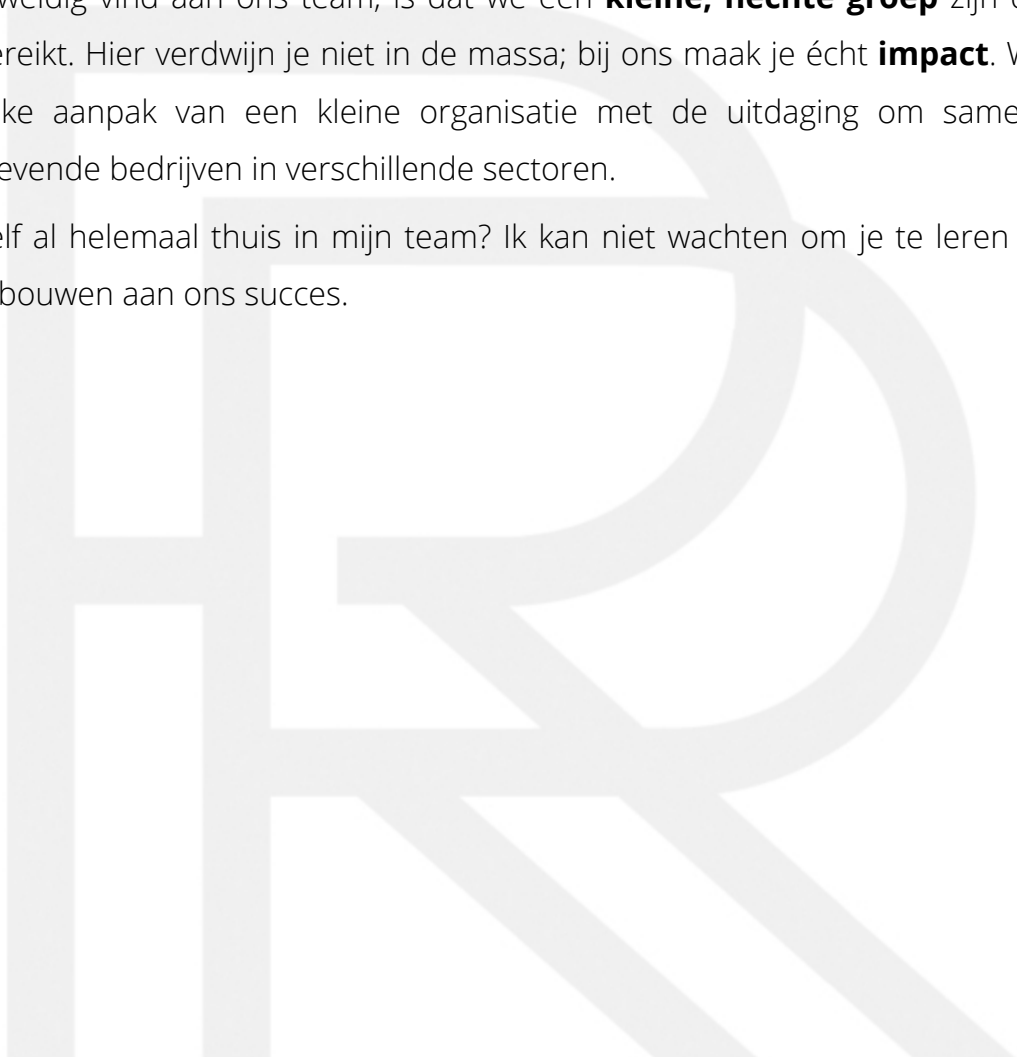 weldig vind aan ons team, is dat we een kleine, hechte groep zijn
ereikt. Hier verdwijn je niet in de massa; bij ons maak je écht impact. W
ke aanpak van een kleine organisatie met de uitdaging om same
evende bedrijven in verschillende sectoren.
elf al helemaal thuis in mijn team? Ik kan niet wachten om je te leren
bouwen aan ons succes.